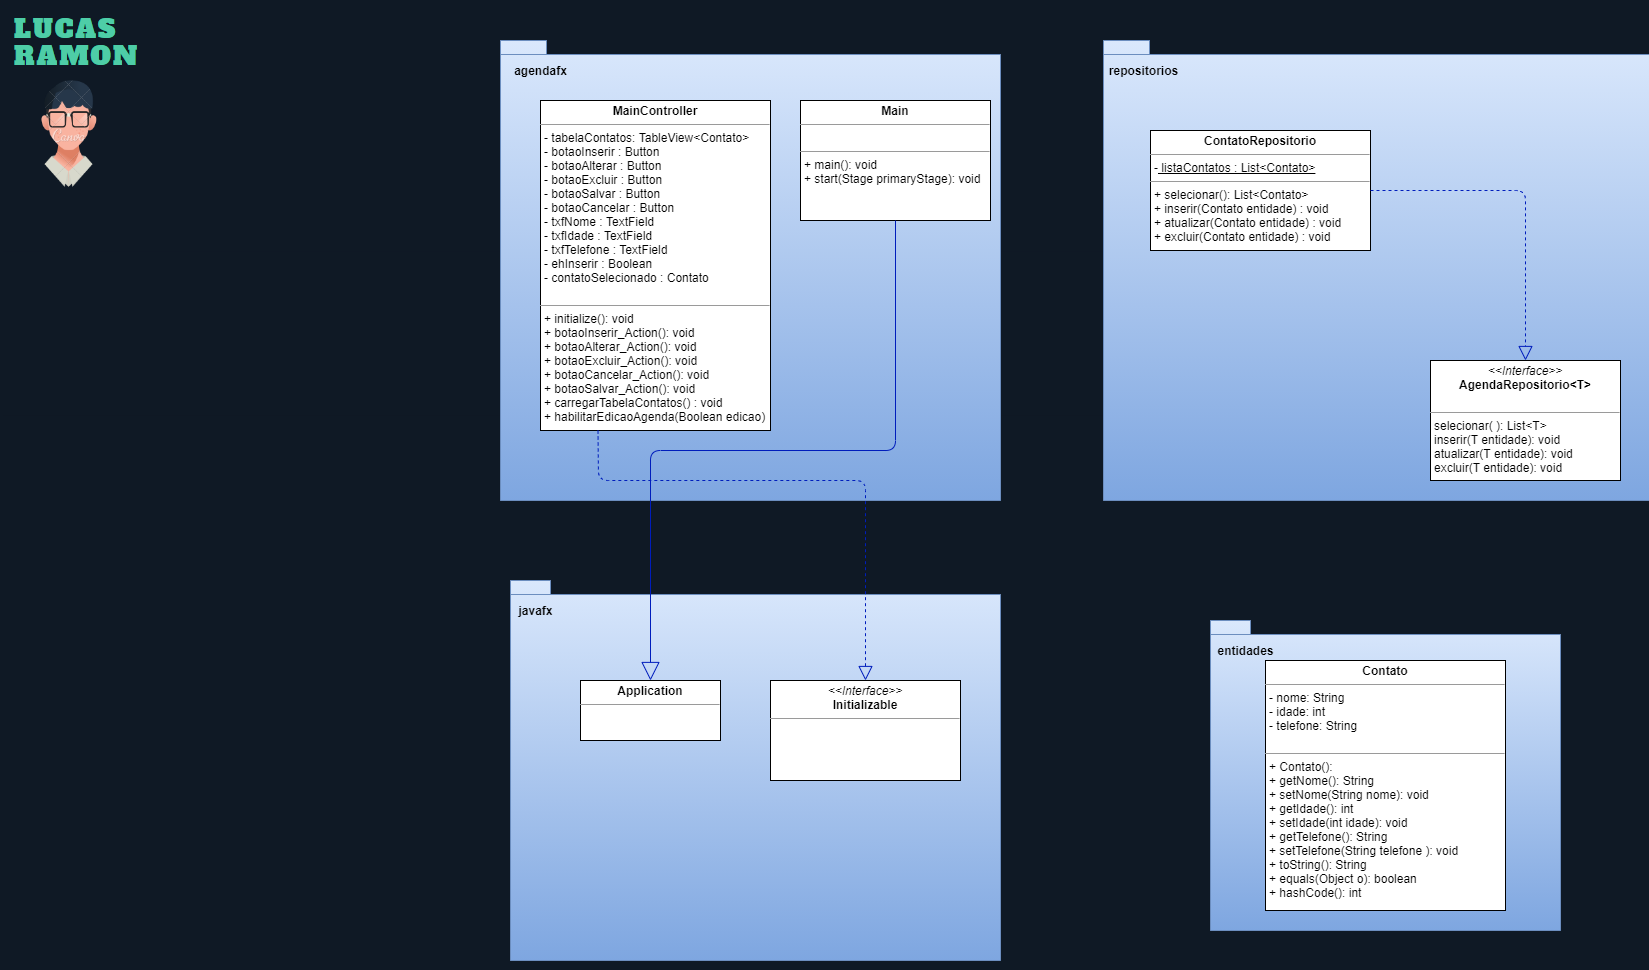 LUCAS
RAMON
Canva
agendafx
MainController
- tabelaContatos: TableView<Contato>
- botaoInserir : Button
- botaoAlterar : Button
- botaoExcluir : Button
- botaoSalvar : Button
- botaoCancelar : Button
- txfNome : TextField
- txfIdade : TextField
- txfTelefone : TextField
- ehInserir : Boolean
- contatoSelecionado : Contato
+ initialize(): void
+ botaoInserir_Action(): void
+ botaoAlterar_Action(): void
+ botaoExcluir_Action(): void
+ botaoCancelar_Action(): void
+ botaoSalvar_Action(): void
+ carregarTabelaContatos() : void
+ habilitarEdicaoAgenda(Boolean edicao)
Main
+ main(): void
+ start(Stage primaryStage): void
repositorios
ContatoRepositorio
- listaContatos : List<Contato>
+ selecionar(): List<Contato>
+ inserir(Contato entidade) : void
+ atualizar(Contato entidade) : void
+ excluir(Contato entidade) : void
<<Interface>>
AgendaRepositorio<T>
selecionar( ): List<T>
inserir(T entidade): void
atualizar(T entidade): void
excluir(T entidade): void
javafx
Application
<<Interface>>
Initializable
entidades
Contato
- nome: String
- idade: int
- telefone: String
+ Contato():
+ getNome(): String
+ setNome(String nome): void
+ getIdade(): int
+ setIdade(int idade): void
+ getTelefone(): String
+ setTelefone(String telefone ): void
+ toString(): String
+ equals(Object o): boolean
+ hashCode(): int